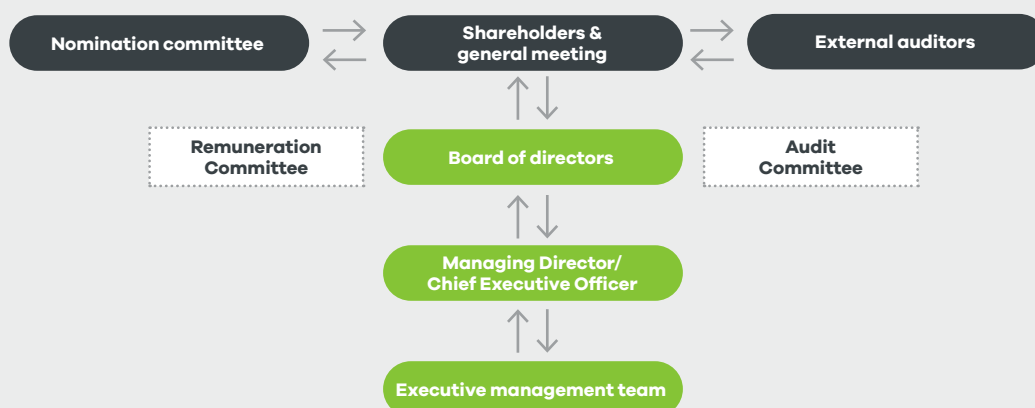 Nomination committee
Shareholders &
general meeting
External auditors
Remuneration
Committee
Board of directors
Audit
Committee
Managing Director/
Chief Executive Officer
Executive management team